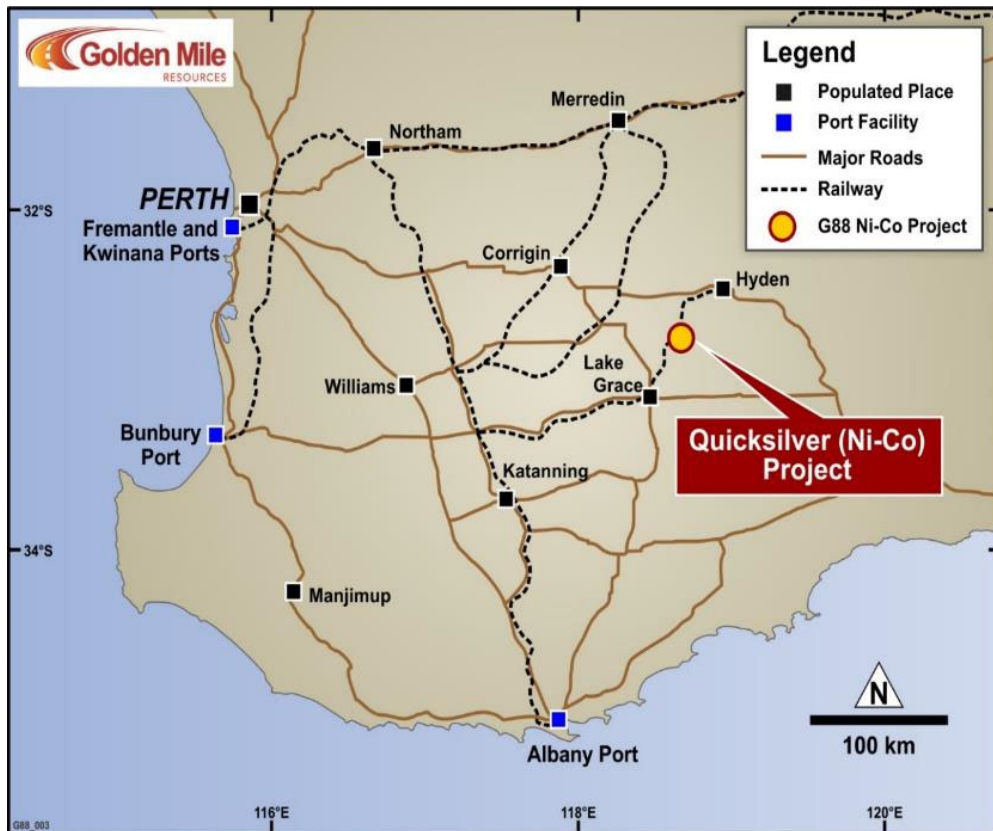 Golden Mile
RESOURCES
Legend
Populated Place
Port Facility
Major Roads
Railway
G88 Ni-Co Project
Merredin
Northam
PERTH
32°S
Fremantle and
Kwinana Ports
Corrigin
Hyden
Lake
Grace
Williams
Bunbury
Port
Quicksilver (Ni-Co)
Project
Katanning
34°S
Manjimup
N
100 km
Albany Port
116°E
118°E
120°E
G88_003